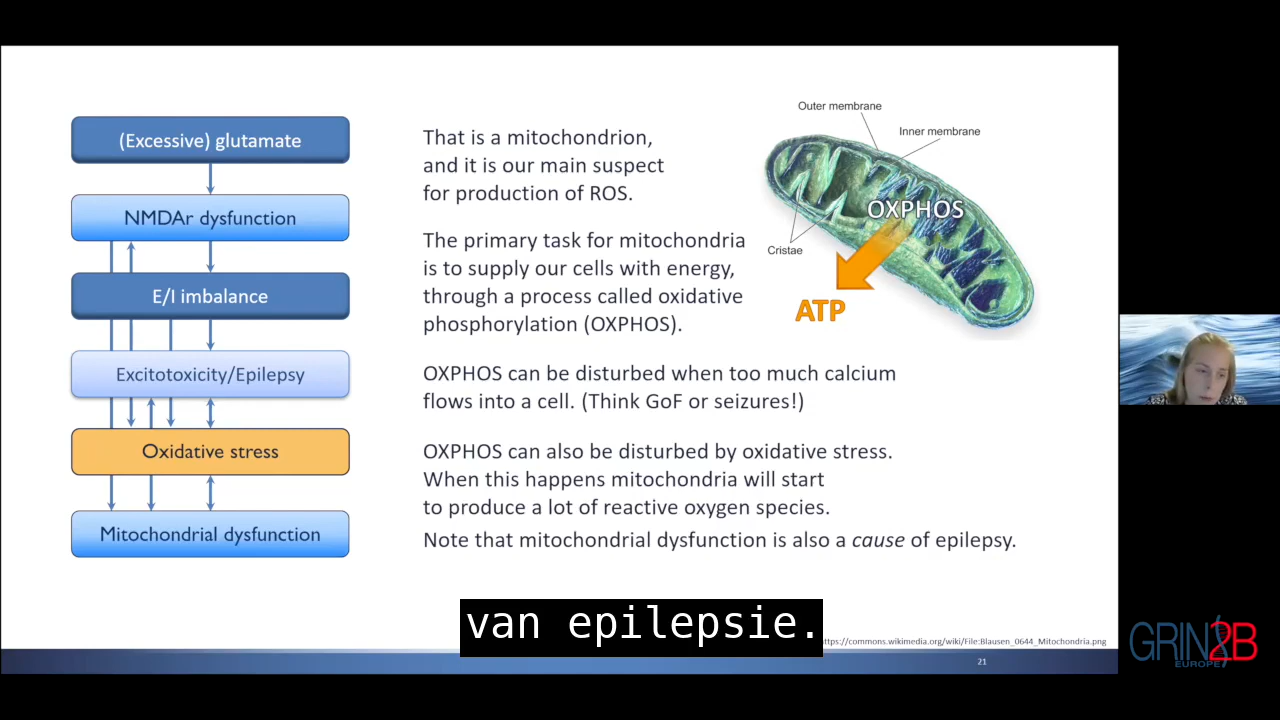 (Excessive) glutamate
NMDAr dysfunction
E/I imbalance
Excitotoxicity/Epilepsy
Oxidative stress
Mitochondrial dysfunction
That is a mitochondrion,
and it is our main suspect
for production of ROS.
The primary task for mitochondria
is to supply our cells with energy,
through a process called oxidative
phosphorylation (OXPHOS).
OXPHOS can be disturbed when too much calcium
flows into a cell. (Think GoF or seizures!)
OXPHOS can also be disturbed by oxidative stress.
When this happens mitochondria will start
to produce a lot of reactive oxygen species.
Note that mitochondrial dysfunction is also a cause of epilepsy.
Outer membrane
Inner membrane
OXPHOS
Cristae
ATP
van epilepsie.
https://commons.wikimedia.org/wiki/File:Blausen_0644_Mitochondria.png
21
GRIN2B
EUROPE